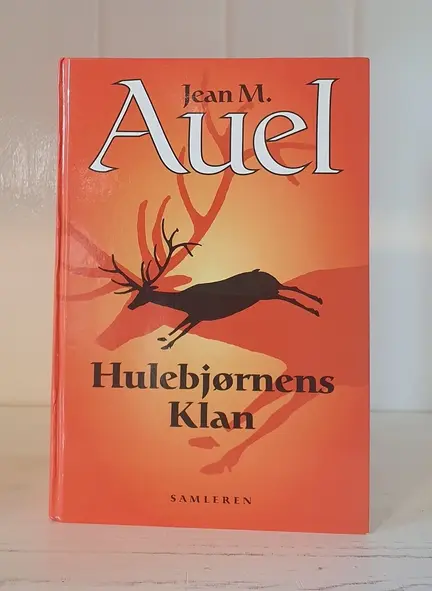 Jean M.
Auel
Hulebjørnens
Klan
SAMLEREN